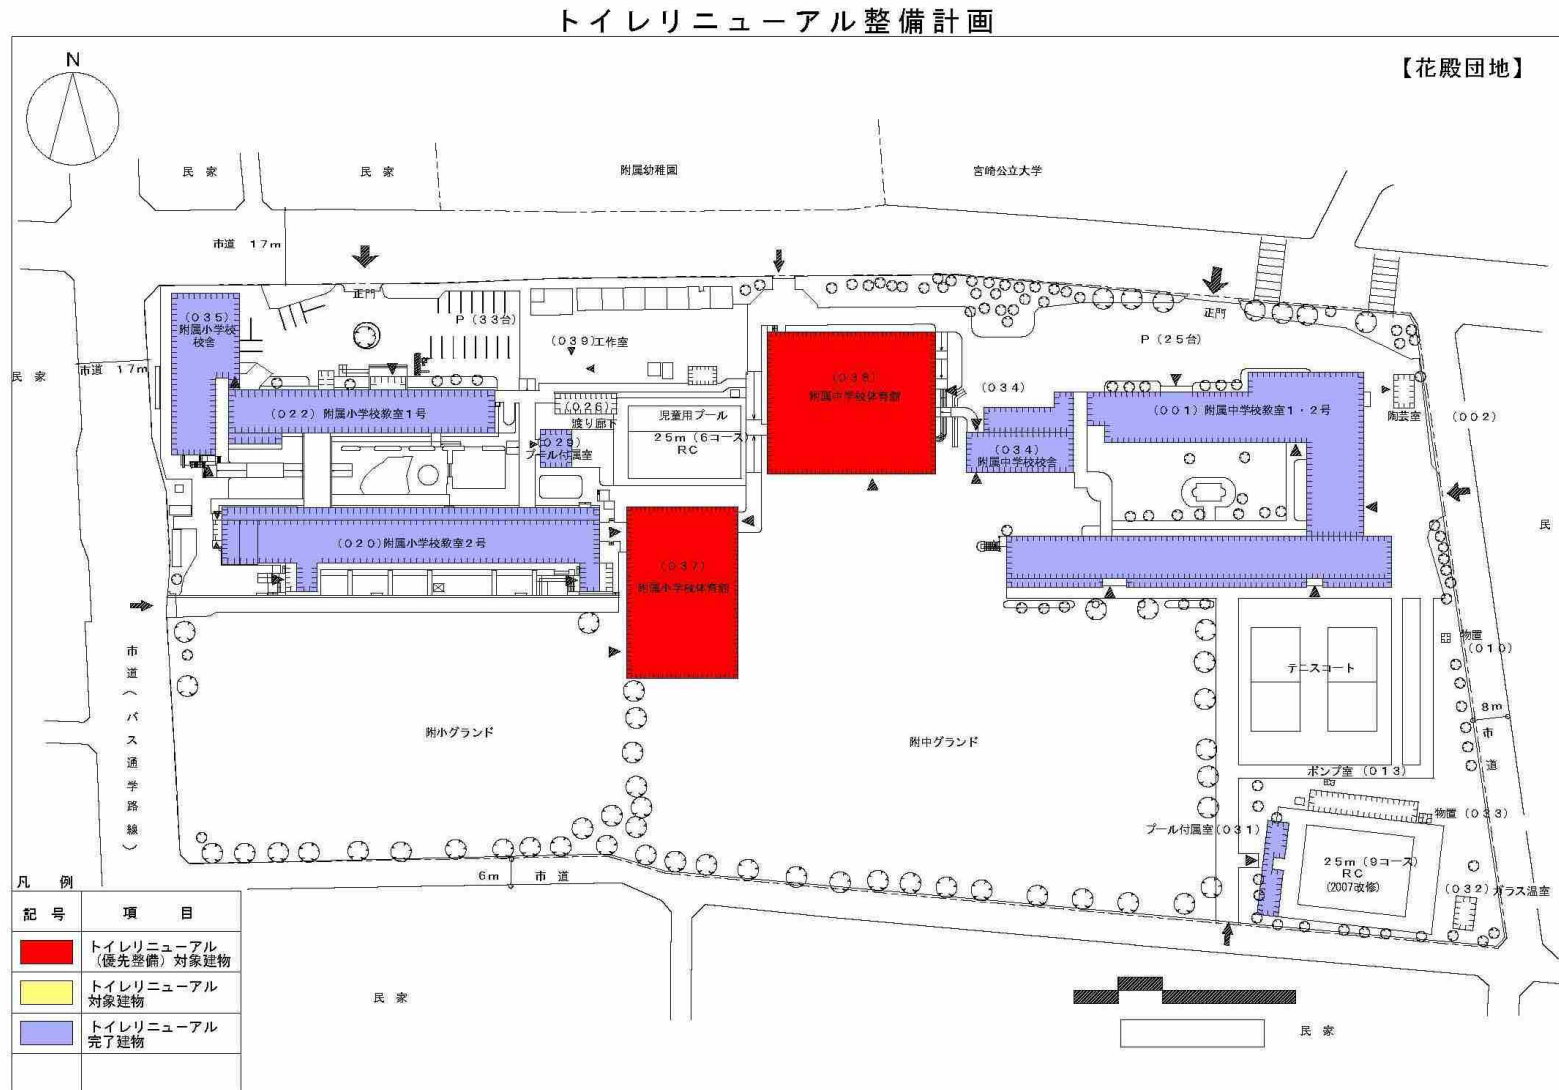 トイレリニューアル整備計画
【花殿団地】
N
民 家
民 家
附属幼稚園
宮崎公立大学
市道 17m
正門
P (33台)
正門
P (25台)
(035)
附属小学校
校舎
(039)工作室
市道 17m
民 家
(022) 附属小学校教室1号
(026)
渡り廊下
(029)
プール付属室
児童用プール
25m (6コース)
RC
(038)
附属中学校体育館
(034)
(034)
附属中学校校舎
(001) 附属中学校教室1・2号
陶芸室
(002)
民
(020)附属小学校教室2号
(037)
附属小学校体育館
物置
(010)
テニスコート
8m
市
道
市道(バス通学路線)
附小グランド
附中グランド
ポンプ室 (013)
物置(033)
プール付属室(031)
25m (9コース)
RC
(2007改修)
(032)ガラス温室
6m 市 道
民 家
民 家
凡 例
記 号
項 目
トイレリニューアル
(優先整備) 対象建物
トイレリニューアル
対象建物
トイレリニューアル
完了建物